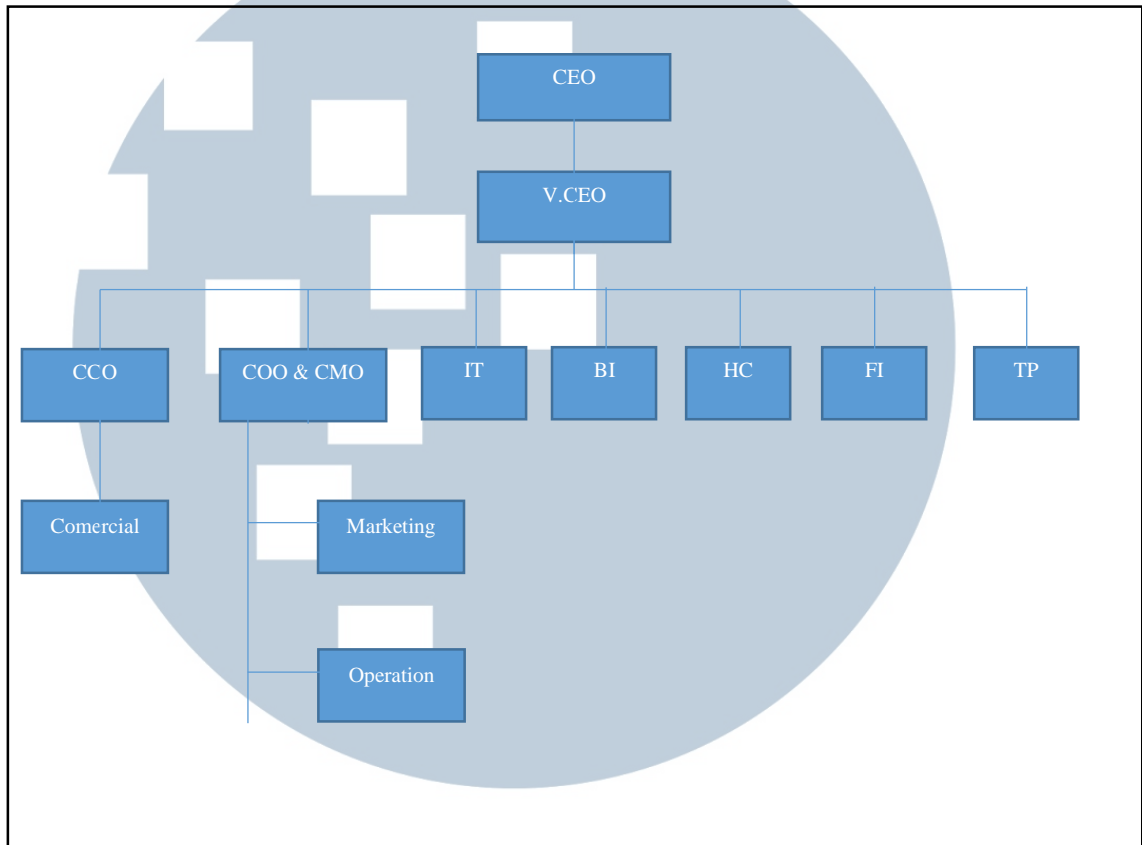 CEO
V.CEO
CCO
COO & CMO
IT
BI
HC
FI
TP
Comercial
Marketing
Operation